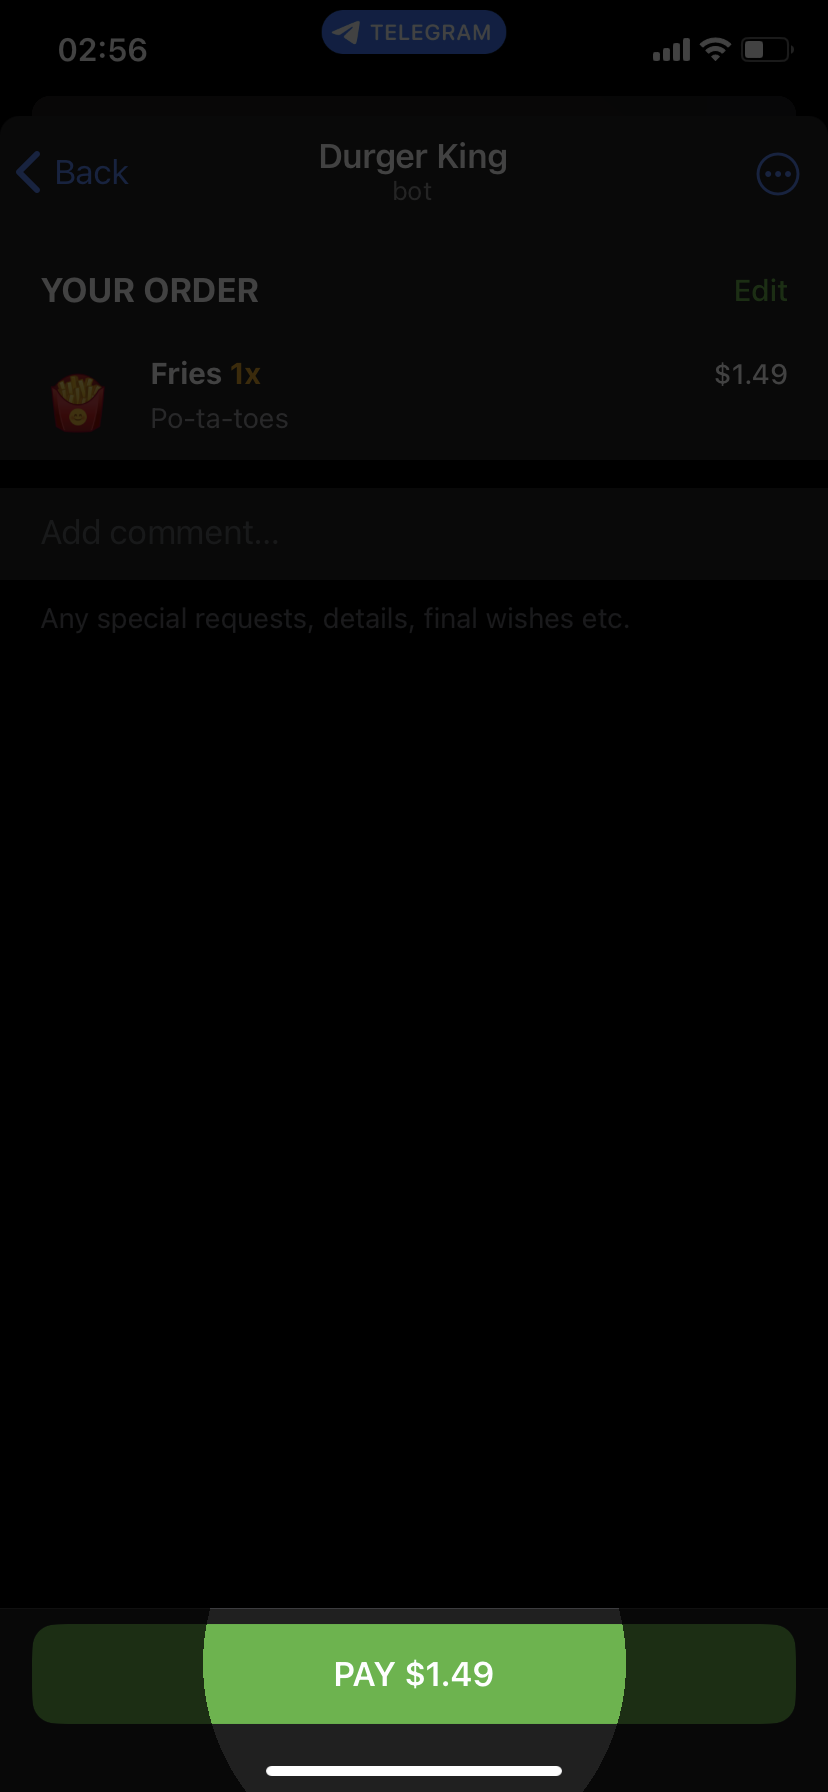 02:56
TELEGRAM
Back
Durger King
bot
YOUR ORDER
Edit
Fries 1x
$1.49
Po-ta-toes
Add comment...
Any special requests, details, final wishes etc.
PAY $1.49